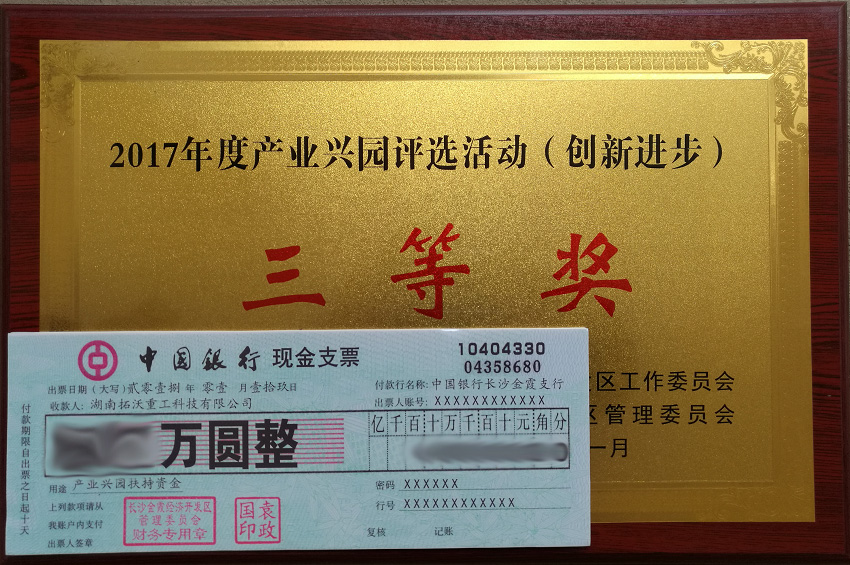 2017年度产业兴园评选活动（创新进步）
三等奖
区工作委员会
区管理委员会
一月
中国银行 现金支票
10404330
04358680
出票日期（大写）贰零壹捌 年 零壹 月壹拾玖日
付款行名称: 中国银行长沙金霞支行
收款人: 湖南拓沃重工科技有限公司
出票人账号: XXXXXXXXXXXX
万圆整
亿千百十万千百十元角分
用途 产业兴园扶持资金
密码 XXXXXX
上列款项请从
行号 XXXXXXXXXXXX
我账户内支付
出票人签章
复核 记账
付款期限自出票之日起十天
长沙金霞经济开发区
管理委员会
财务专用章
袁政
国印